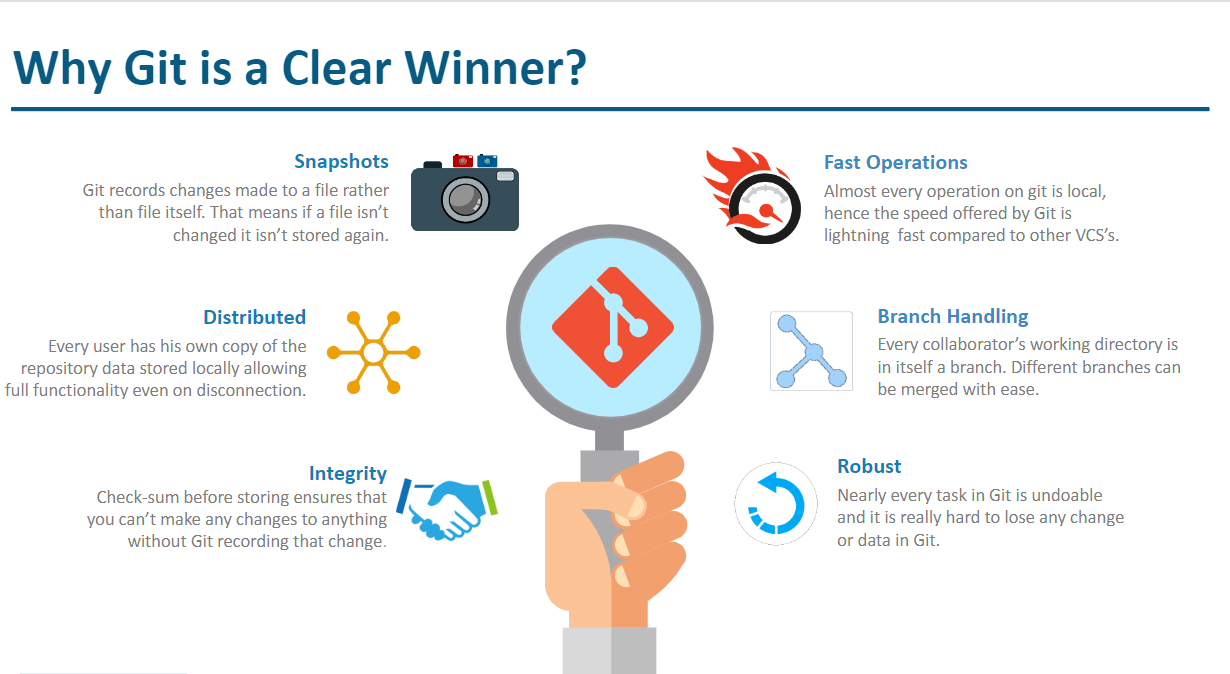 Why Git is a Clear Winner?
Snapshots
Git records changes made to a file rather
than file itself. That means if a file isn't
changed it isn't stored again.
Distributed
Every user has his own copy of the
repository data stored locally allowing
full functionality even on disconnection.
Integrity
Check-sum before storing ensures that
you can't make any changes to anything
without Git recording that change.
Fast Operations
Almost every operation on git is local,
hence the speed offered by Git is
lightning  fast compared to other VCS's.
Branch Handling
Every collaborator's working directory is
in itself a branch. Different branches can
be merged with ease.
Robust
Nearly every task in Git is undoable
and it is really hard to lose any change
or data in Git.